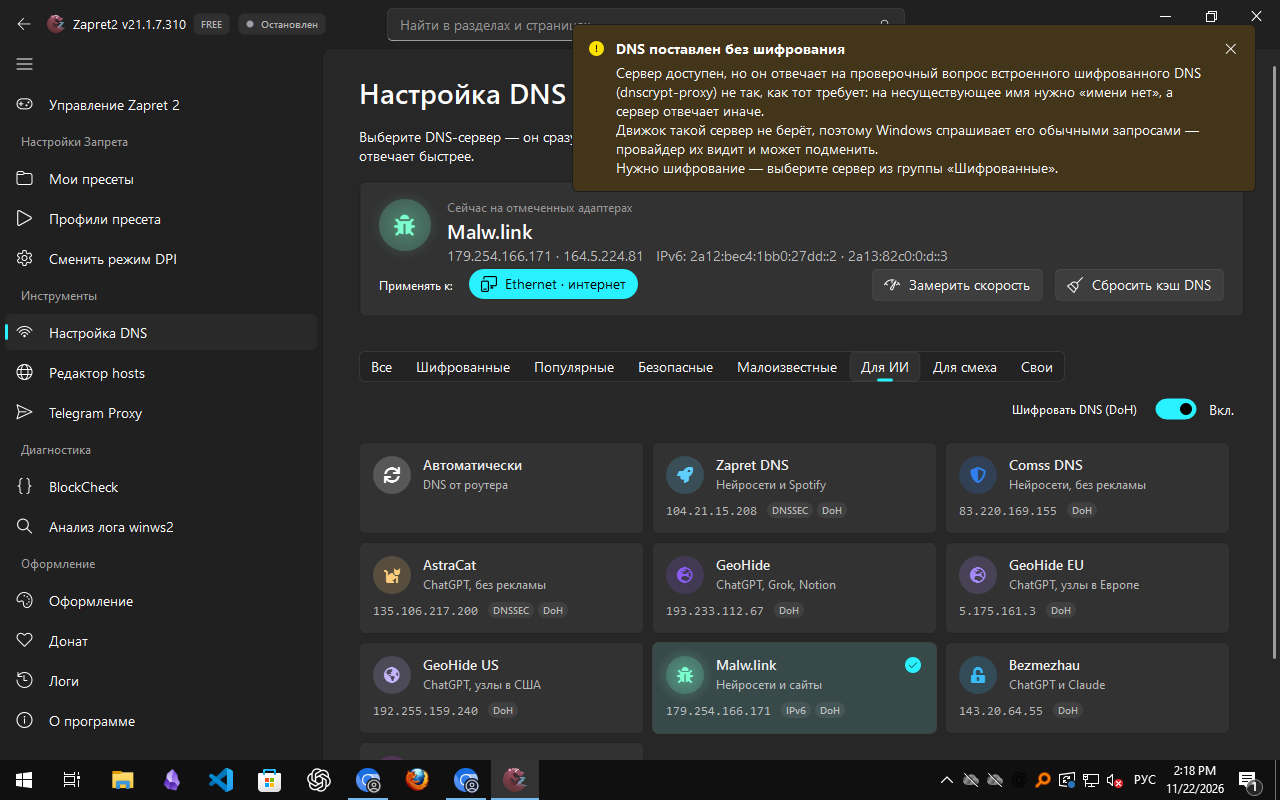 Zapret2 v21.1.7.310 FREE Остановлен
Найти в разделах и страницах
DNS поставлен без шифрования
Сервер доступен, но он отвечает на проверочный вопрос встроенного шифрованного DNS
(dnscrypt-proxy) не так, как тот требует: на несуществующее имя нужно «имени нет», а
сервер отвечает иначе.
Движок такой сервер не берёт, поэтому Windows спрашивает его обычными запросами —
провайдер их видит и может подменить.
Нужно шифрование — выберите сервер из группы «Шифрованные».
Управление Zapret 2
Настройки Запрета
Мои пресеты
Профили пресета
Сменить режим DPI
Инструменты
Настройка DNS
Редактор hosts
Telegram Proxy
Диагностика
BlockCheck
Анализ лога winws2
Оформление
Оформление
Донат
Логи
О программе
Настройка DNS
Выберите DNS-сервер — он сразу
отвечает быстрее.
Сейчас на отмеченных адаптерах
Malw.link
179.254.166.171 · 164.5.224.81 IPv6: 2a12:bec4:1bb0:27dd::2 · 2a13:82c0:0:d::3
Применять к: Ethernet · интернет Замерить скорость Сбросить кэш DNS
Все Шифрованные Популярные Безопасные Малоизвестные Для ИИ Для смеха Свои
Шифровать DNS (DoH) Вкл.
Автоматически
DNS от роутера
Zapret DNS
Нейросети и Spotify
104.21.15.208 DNSSEC DoH
Comss DNS
Нейросети, без рекламы
83.220.169.155 DoH
AstraCat
ChatGPT, без рекламы
135.106.217.200 DNSSEC DoH
GeoHide
ChatGPT, Grok, Notion
193.233.112.67 DoH
GeoHide EU
ChatGPT, узлы в Европе
5.175.161.3 DoH
GeoHide US
ChatGPT, узлы в США
192.255.159.240 DoH
Malw.link
Нейросети и сайты
179.254.166.171 IPv6 DoH
Bezmezhau
ChatGPT и Claude
143.20.64.55 DoH
РУС
2:18 PM
11/22/2026
1